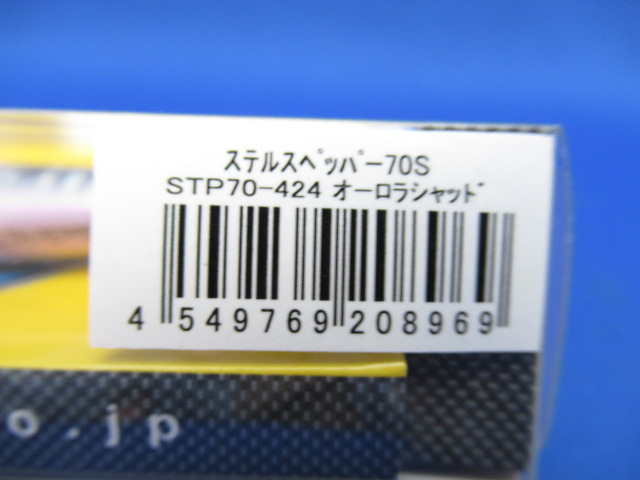 ｽﾃﾙｽﾍﾟｯﾊﾟｰ70S
STP70-424 ｵｰﾛﾗｼｬｯﾄﾞ
4 549769 208969
o.jp